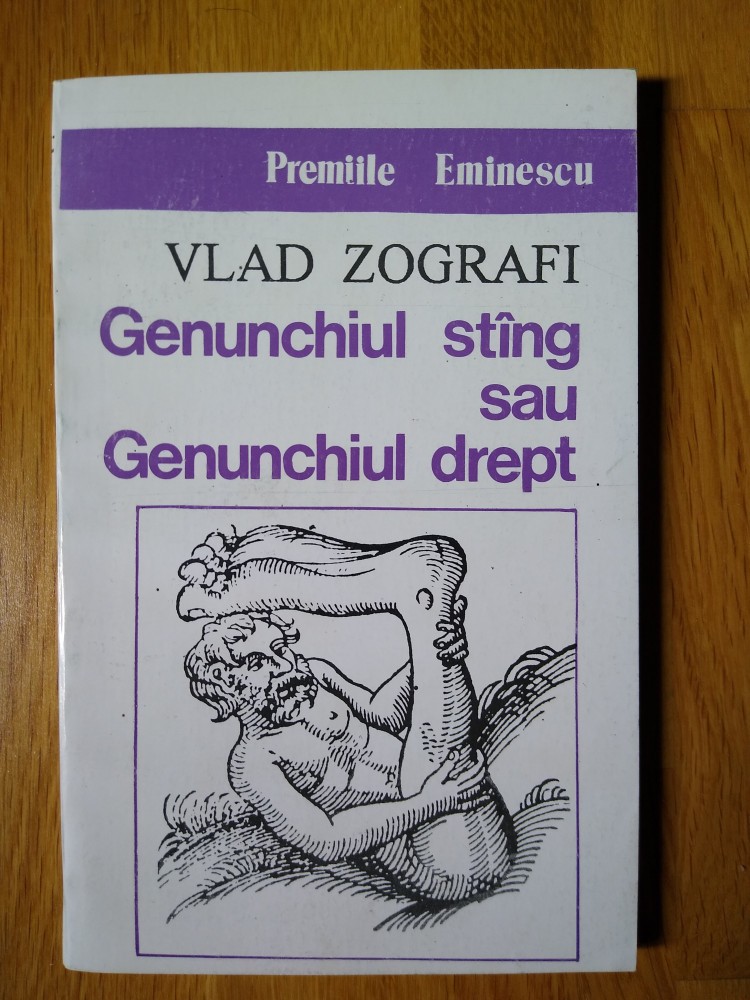 Premiile Eminescu
VLAD ZOGRAFI
Genunchiul stîng
sau
Genunchiul drept